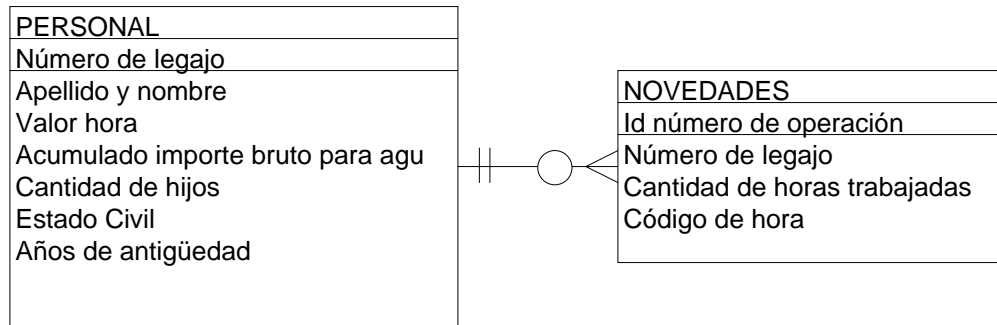 PERSONAL
Número de legajo
Apellido y nombre
Valor hora
Acumulado importe bruto para agu
Cantidad de hijos
Estado Civil
Años de antigüedad
NOVEDADES
Id número de operación
Número de legajo
Cantidad de horas trabajadas
Código de hora